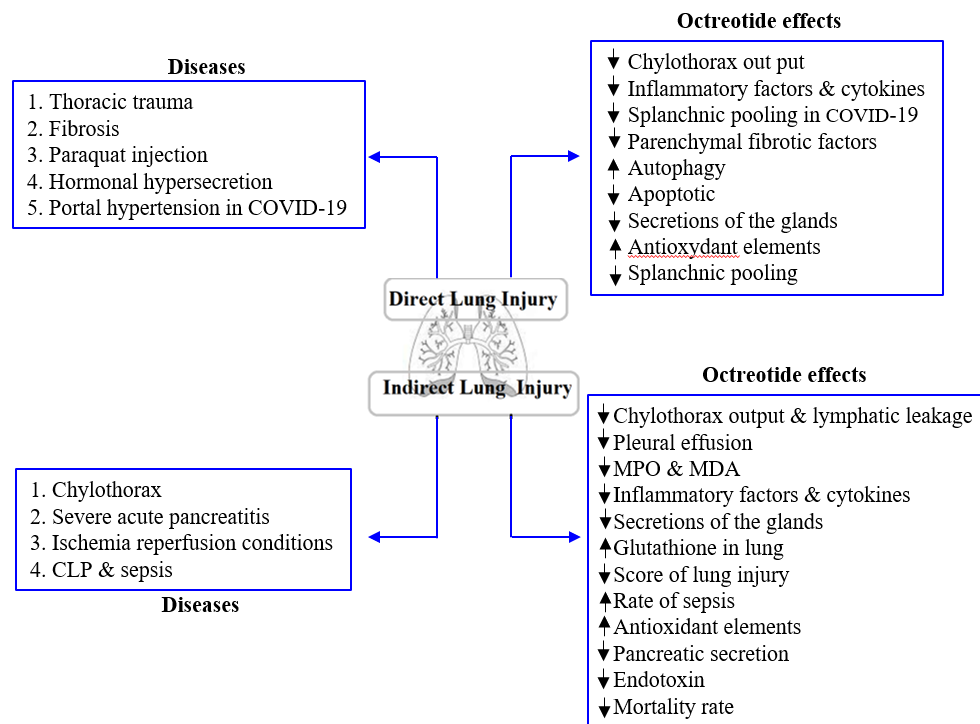 Octreotide effects
Diseases
1. Thoracic trauma
2. Fibrosis
3. Paraquat injection
4. Hormonal hypersecretion
5. Portal hypertension in COVID-19
↓ Chylothorax out put
↓ Inflammatory factors & cytokines
↓ Splanchnic pooling in COVID-19
↓ Parenchymal fibrotic factors
↑ Autophagy
↓ Apoptotic
↓ Secretions of the glands
↑ Antioxydant elements
↓ Splanchnic pooling
Direct Lung Injury
Indirect Lung Injury
Octreotide effects
↓ Chylothorax output & lymphatic leakage
↓ Pleural effusion
↓ MPO & MDA
↓ Inflammatory factors & cytokines
↓ Secretions of the glands
↑ Glutathione in lung
↓ Score of lung injury
↑ Rate of sepsis
↑ Antioxidant elements
↓ Pancreatic secretion
↓ Endotoxin
↓ Mortality rate
1. Chylothorax
2. Severe acute pancreatitis
3. Ischemia reperfusion conditions
4. CLP & sepsis
Diseases